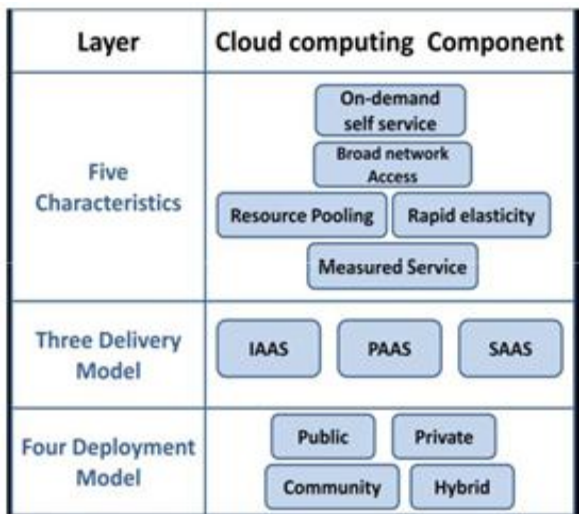 Layer
Cloud computing Component
Five
Characteristics
On-demand
self service
Broad network
Access
Resource Pooling
Rapid elasticity
Measured Service
Three Delivery
Model
IAAS
PAAS
SAAS
Four Deployment
Model
Public
Private
Community
Hybrid